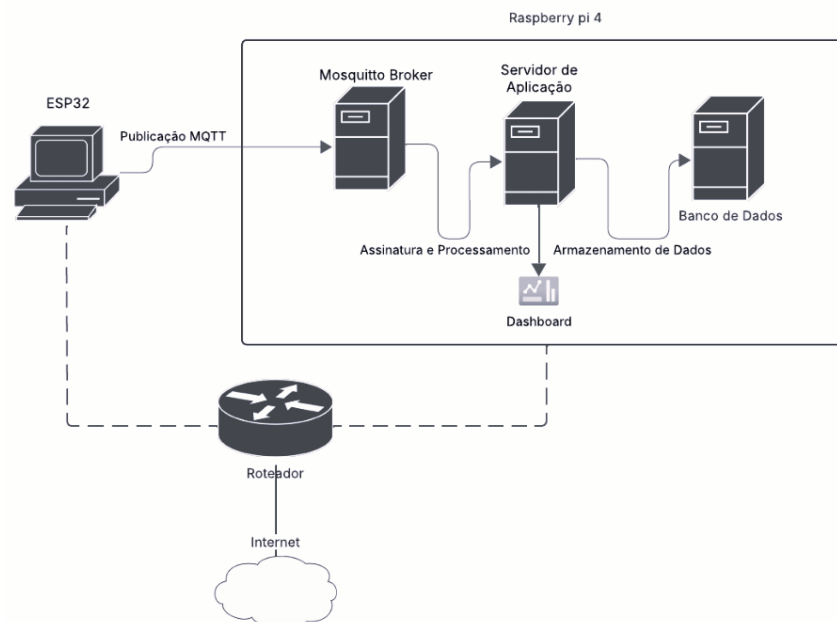 Raspberry pi 4
Mosquitto Broker
Servidor de
Aplicação
ESP32
Publicação MQTT
Banco de Dados
Assinatura e Processamento
Armazenamento de Dados
Dashboard
Roteador
Internet